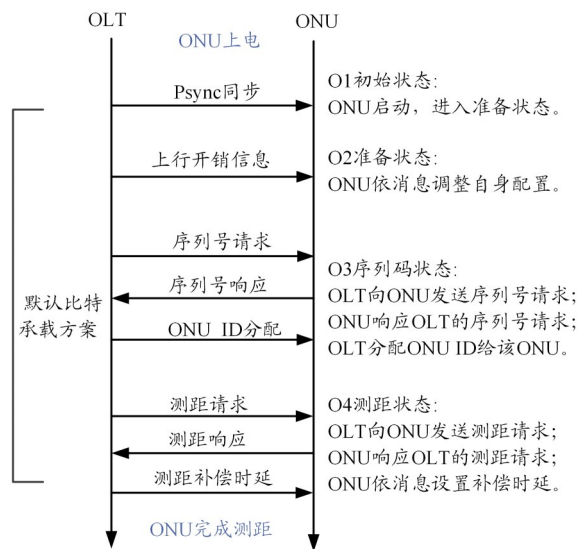 OLT
ONU
ONU上电
Psync同步
O1初始状态:
ONU启动，进入准备状态。
上行开销信息
O2准备状态:
ONU依消息调整自身配置。
序列号请求
序列号响应
ONU ID分配
O3序列码状态:
OLT向ONU发送序列号请求;
ONU响应OLT的序列号请求;
OLT分配ONU ID给该ONU。
默认比特
承载方案
测距请求
测距响应
测距补偿时延
O4测距状态:
OLT向ONU发送测距请求;
ONU响应OLT的测距请求;
ONU依消息设置补偿时延。
ONU完成测距